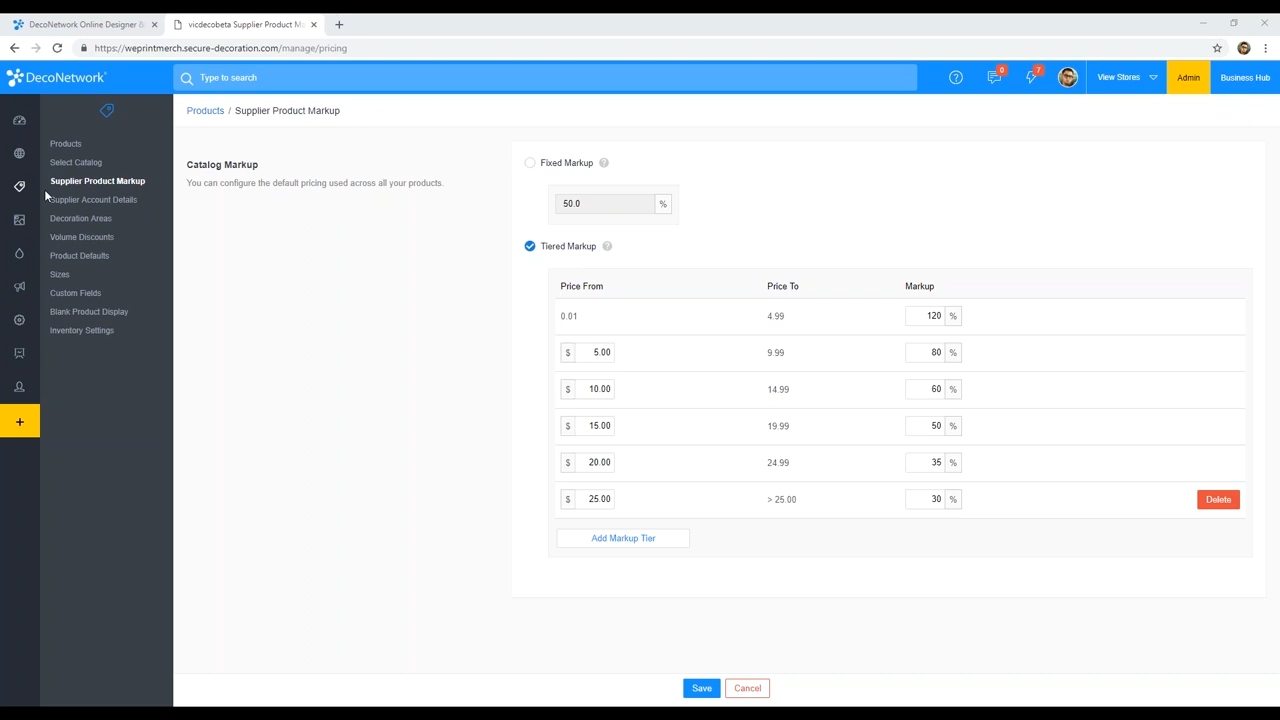 DecoNetwork Online Designer &
vicdecobeta Supplier Product Ma
https://weprintmerch.secure-decoration.com/manage/pricing
DecoNetwork
Type to search
0
7
View Stores
Admin
Business Hub
Products / Supplier Product Markup
Products
Select Catalog
Supplier Product Markup
Supplier Account Details
Decoration Areas
Volume Discounts
Product Defaults
Sizes
Custom Fields
Blank Product Display
Inventory Settings
Catalog Markup
You can configure the default pricing used across all your products.
Fixed Markup
50.0 %
Tiered Markup
Price From Price To Markup
0.01 4.99 120 %
$ 5.00 9.99 80 %
$ 10.00 14.99 60 %
$ 15.00 19.99 50 %
$ 20.00 24.99 35 %
$ 25.00 > 25.00 30 % Delete
Add Markup Tier
Save Cancel